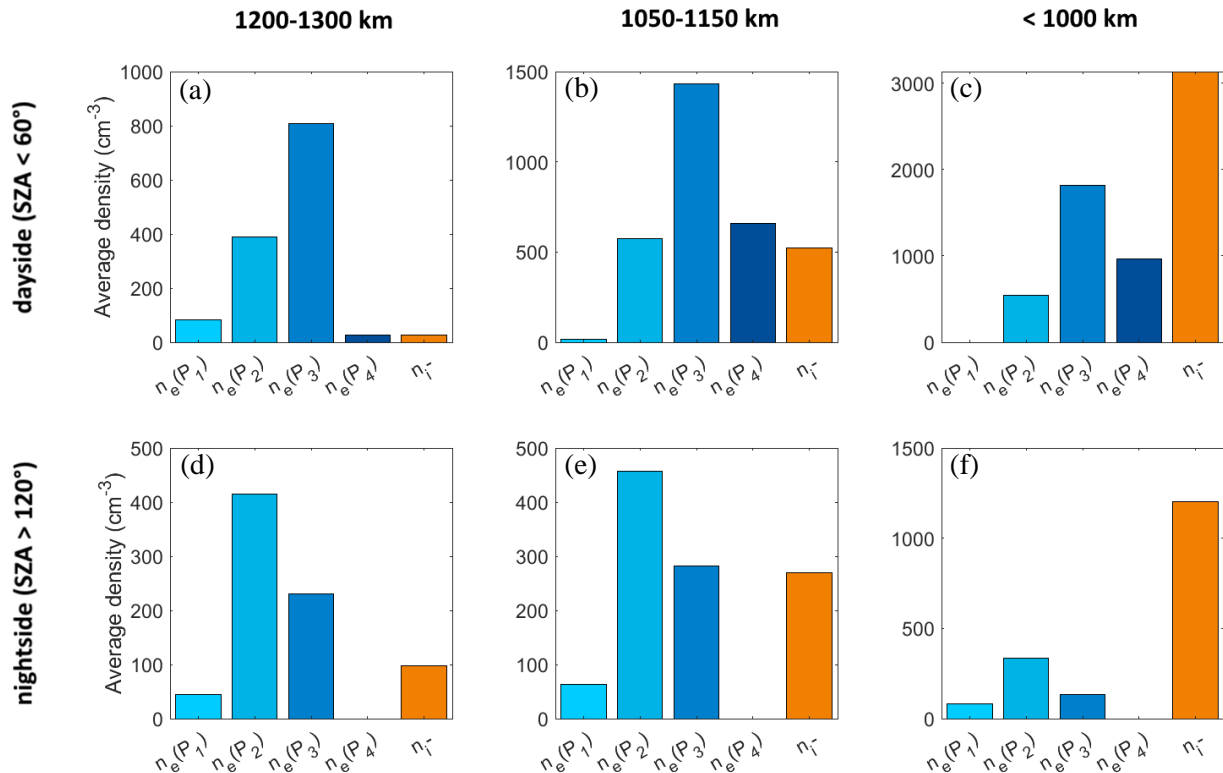 1200-1300 km
1050-1150 km
< 1000 km
dayside (SZA < 60°)
Average density (cm-3)
1000
800
600
400
200
0
(a)
ne(P1)
ne(P2)
ne(P3)
ne(P4)
ni-
1500
1000
500
0
(b)
ne(P1)
ne(P2)
ne(P3)
ne(P4)
ni-
3000
2000
1000
0
(c)
ne(P1)
ne(P2)
ne(P3)
ne(P4)
ni-
nightside (SZA > 120°)
Average density (cm-3)
500
400
300
200
100
0
(d)
ne(P1)
ne(P2)
ne(P3)
ne(P4)
ni-
500
400
300
200
100
0
(e)
ne(P1)
ne(P2)
ne(P3)
ne(P4)
ni-
1500
1000
500
0
(f)
ne(P1)
ne(P2)
ne(P3)
ne(P4)
ni-